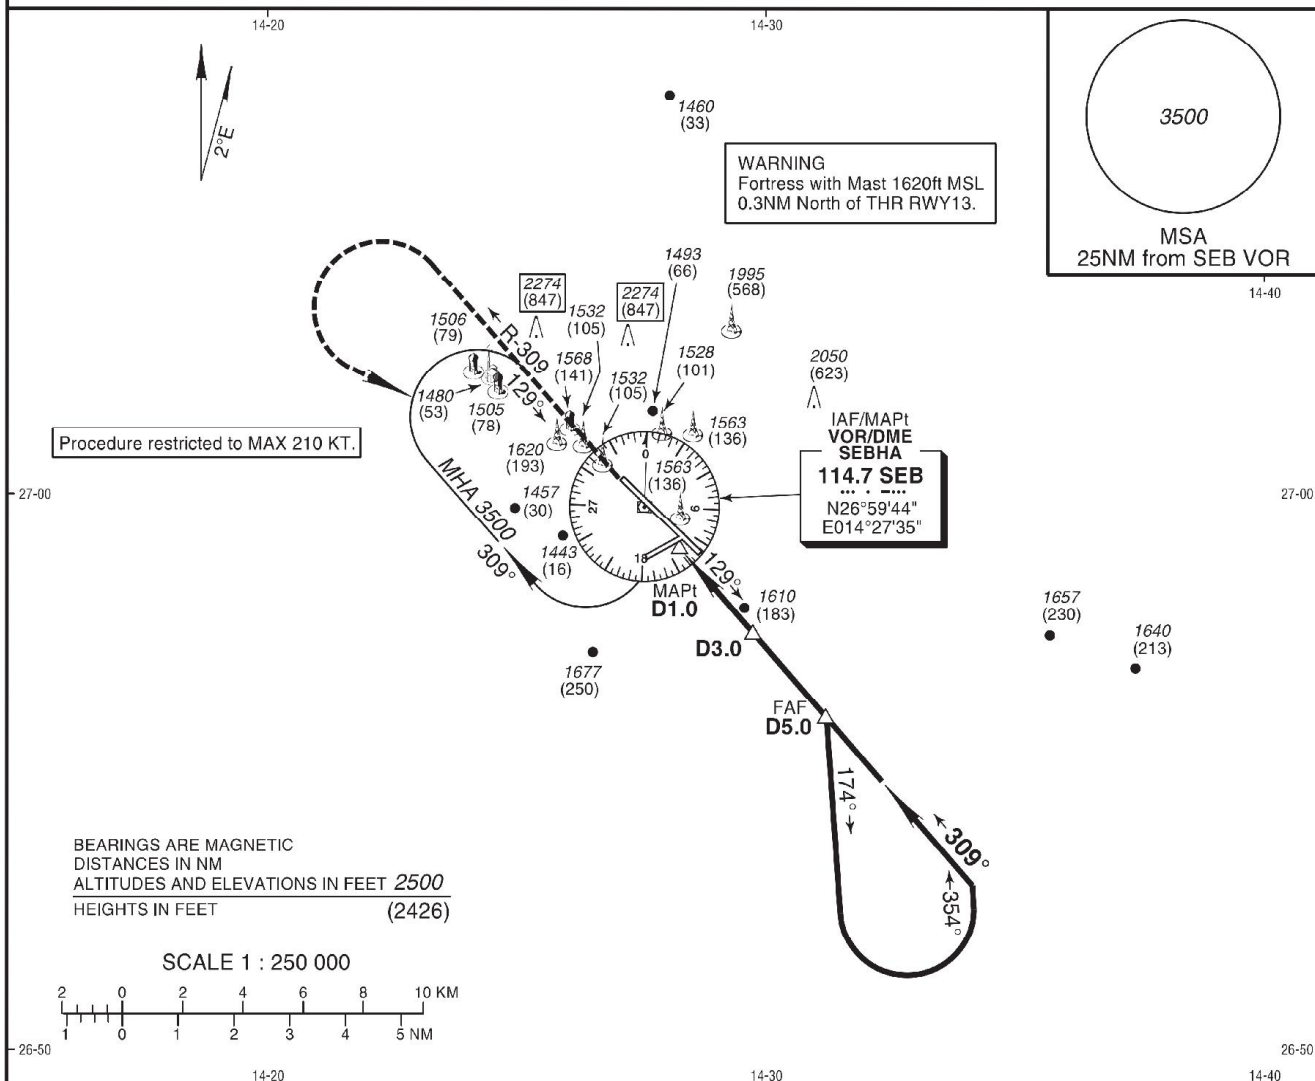 14-20
14-30
2°E
1460
(33)
WARNING
Fortress with Mast 1620ft MSL
0.3NM North of THR RWY13.
3500
MSA
25NM from SEB VOR
14-40
1493
(66)
1995
(568)
2274
(847)
2274
(847)
1532
(105)
1506
(79)
R-309
129°
1568
(141)
1532
(105)
1528
(101)
2050
(623)
1480
(53)
1505
(78)
1563
(136)
Procedure restricted to MAX 210 KT.
1620
(193)
0
1563
(136)
IAF/MAPt
VOR/DME
SEBHA
114.7 SEB
... . -...
N26°59'44"
E014°27'35"
27-00
27-00
MHA 3500
309°
1457
(30)
27
6
18
1443
(16)
129°
MAPt
D1.0
1610
(183)
D3.0
1657
(230)
1640
(213)
1677
(250)
FAF
D5.0
174°
309°
354°
BEARINGS ARE MAGNETIC
DISTANCES IN NM
ALTITUDES AND ELEVATIONS IN FEET 2500
HEIGHTS IN FEET (2426)
SCALE 1 : 250 000
2 0 2 4 6 8 10 KM
1 0 1 2 3 4 5 NM
26-50
26-50
14-20
14-30
14-40